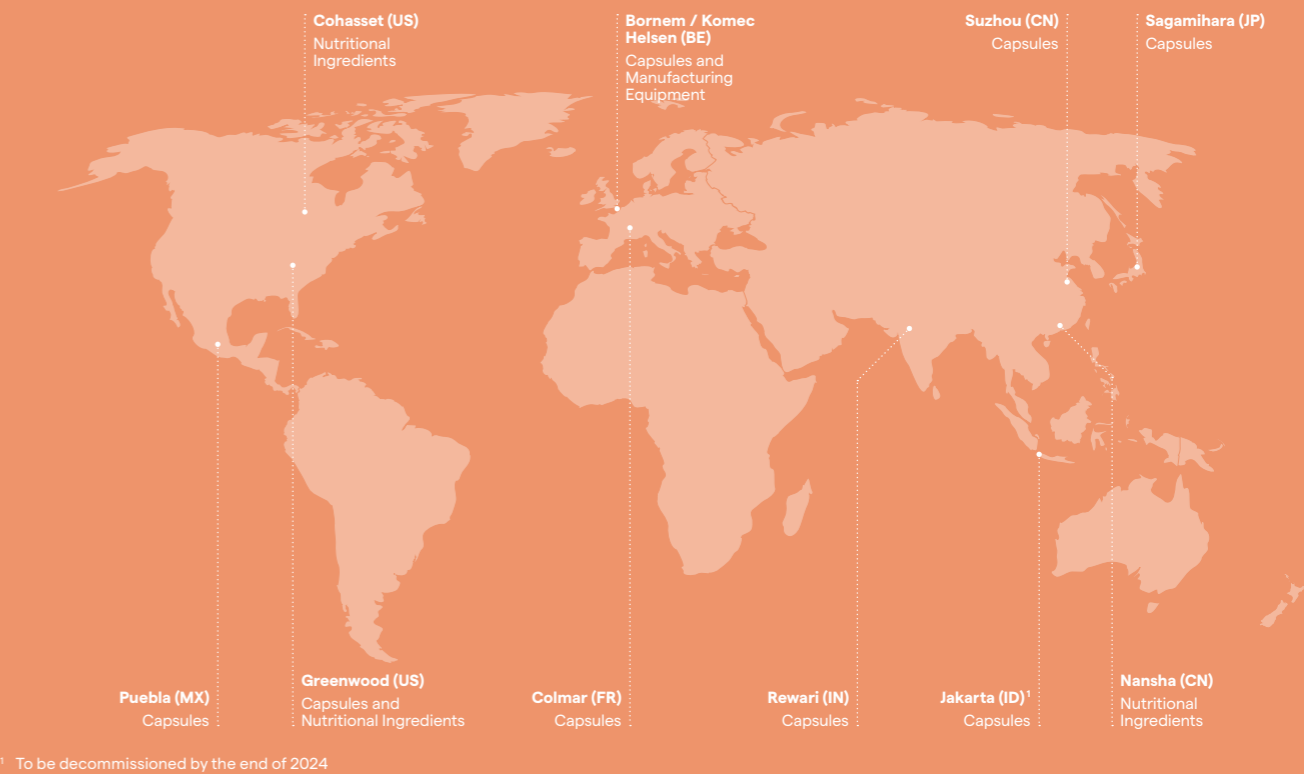 Cohasset (US)
Nutritional
Ingredients
Bornem / Komec
Helsen (BE)
Capsules and
Manufacturing
Equipment
Suzhou (CN)
Capsules
Sagamihara (JP)
Capsules
Puebla (MX)
Capsules
Greenwood (US)
Capsules and
Nutritional Ingredients
Colmar (FR)
Capsules
Rewari (IN)
Capsules
Jakarta (ID)¹
Capsules
Nansha (CN)
Nutritional
Ingredients
¹ To be decommissioned by the end of 2024